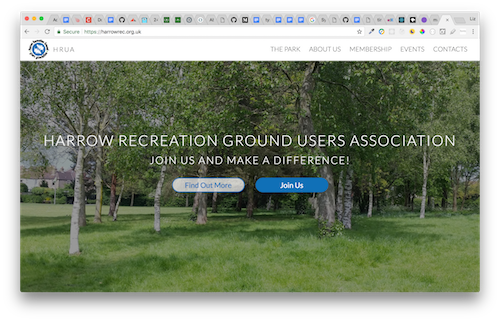 Secure https://harrowrec.org.uk
HRUA THE PARK ABOUT US MEMBERSHIP EVENTS CONTACTS
HARROW RECREATION GROUND USERS ASSOCIATION
JOIN US AND MAKE A DIFFERENCE!
Find Out More Join Us